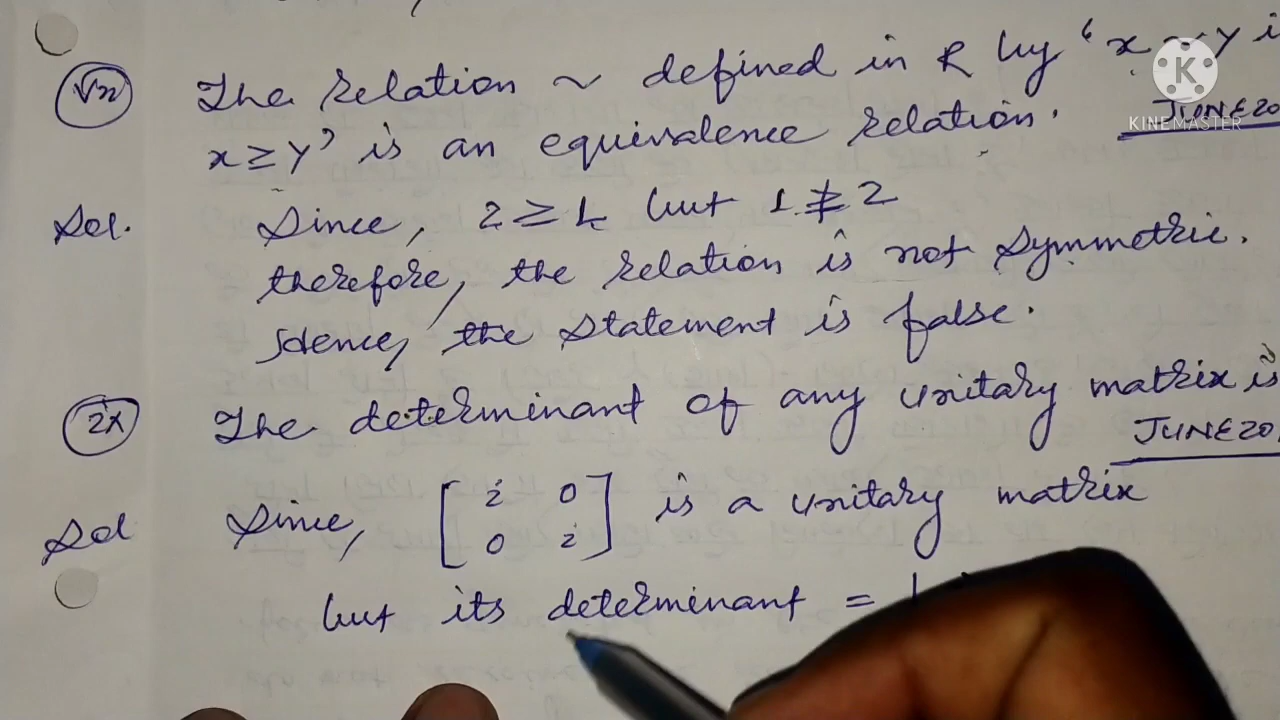 The relation ~ defined in R by ' x ~ y i
x ≥ y' is an equivalence relation.
JUNE20
KINEMASTER
Sol. Since, 2 ≥ 1 but 1 ≱ 2
therefore, the relation is not symmetric.
Hence, the statement is false.
ix The determinant of any unitary matrix is
JUNE20
Sol Since, [i 0
0 i] is a unitary matrix
but its determinant =